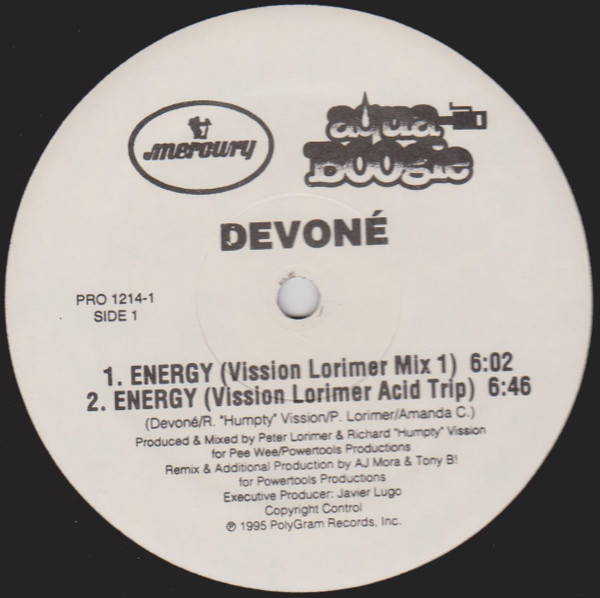 mercury
aqua
BOOgie
DEVONÉ
PRO 1214-1
SIDE 1
1. ENERGY (Vission Lorimer Mix 1) 6:02
2. ENERGY (Vission Lorimer Acid Trip) 6:46
(Devoné/R. "Humpty" Vission/P. Lorimer/Amanda C.)
Produced & Mixed by Peter Lorimer & Richard "Humpty" Vission
for Pee Wee/Powertools Productions
Remix & Additional Production by AJ Mora & Tony B!
for Powertools Productions
Executive Producer: Javier Lugo
Copyright Control
℗ 1995 PolyGram Records, Inc.